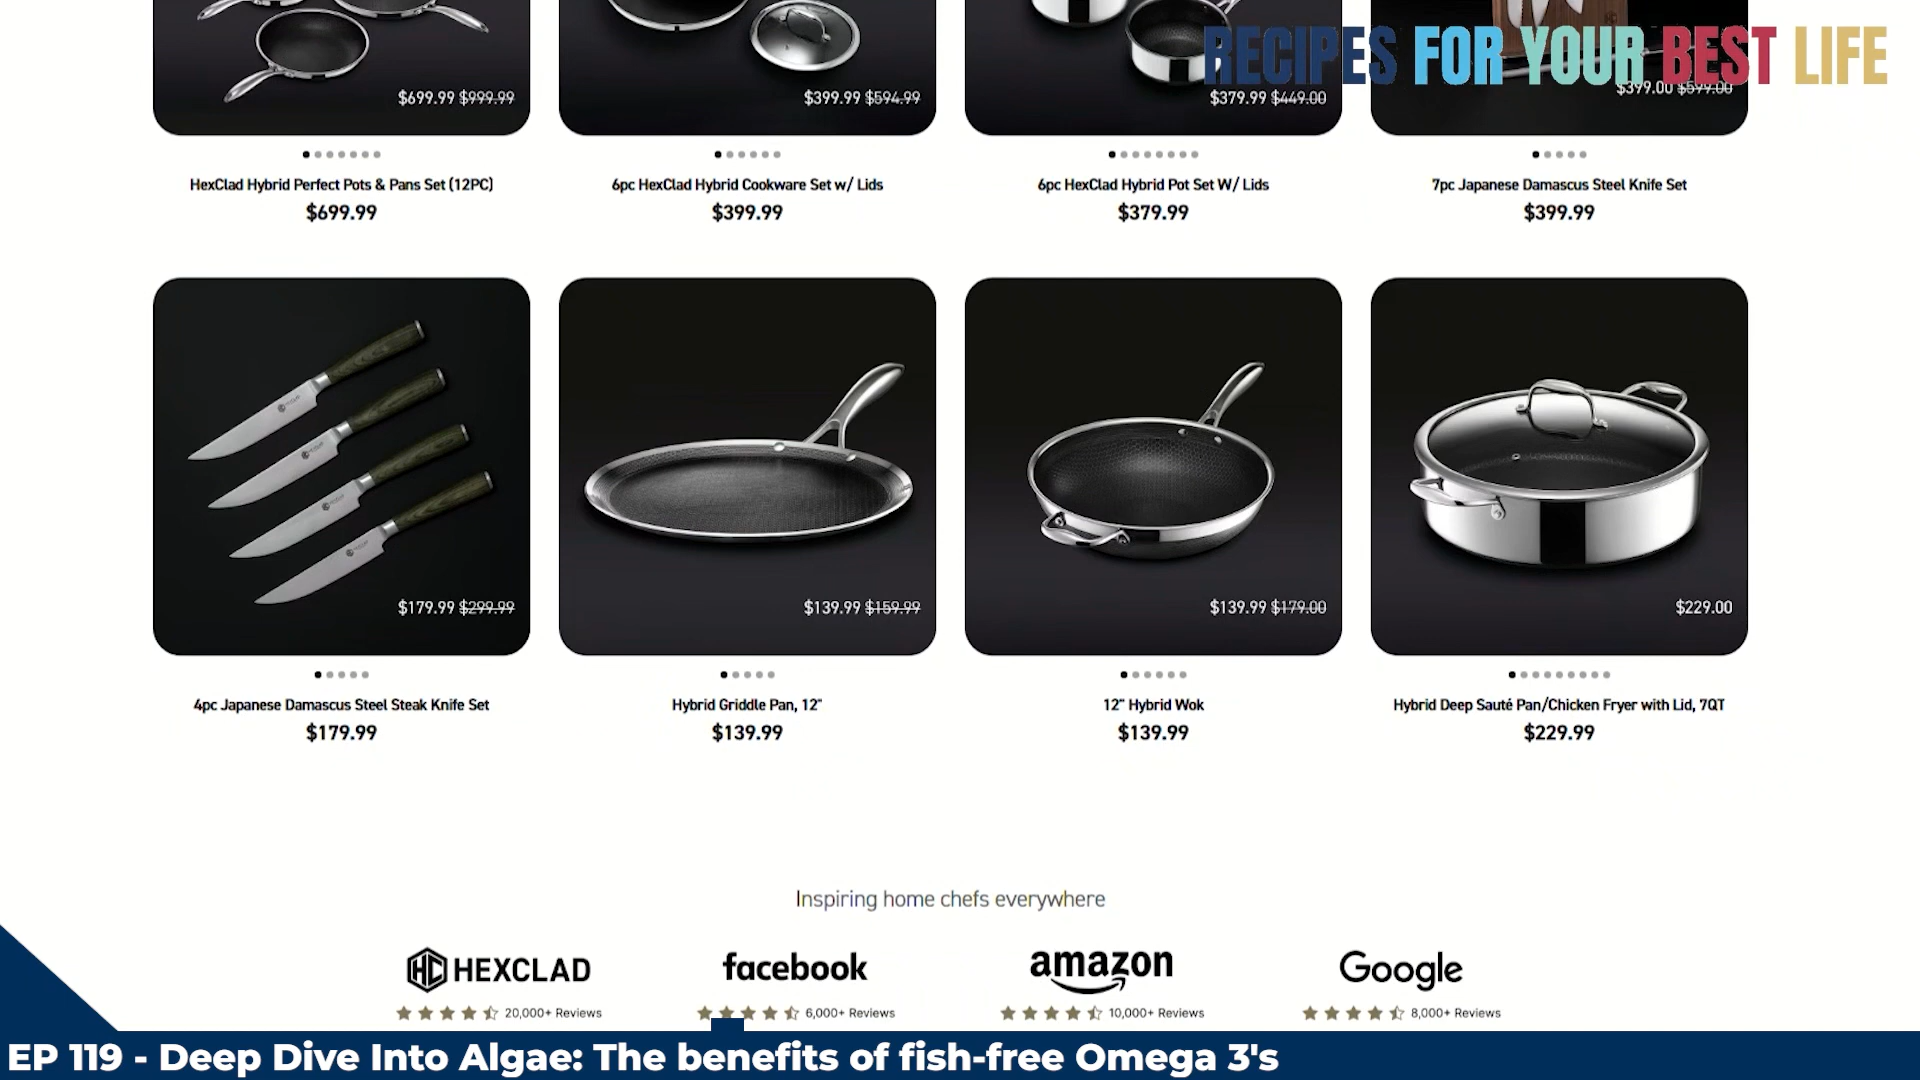 RECIPES FOR YOUR BEST LIFE
$699.99 $999.99
$399.99 $594.99
$379.99 $449.00
$399.00 $599.00
HexClad Hybrid Perfect Pots & Pans Set (12PC)
$699.99
6pc HexClad Hybrid Cookware Set w/ Lids
$399.99
6pc HexClad Hybrid Pot Set W/ Lids
$379.99
7pc Japanese Damascus Steel Knife Set
$399.99
$179.99 $299.99
$139.99 $159.99
$139.99 $179.00
$229.00
4pc Japanese Damascus Steel Steak Knife Set
$179.99
Hybrid Griddle Pan, 12"
$139.99
12" Hybrid Wok
$139.99
Hybrid Deep Sauté Pan/Chicken Fryer with Lid, 7QT
$229.99
Inspiring home chefs everywhere
HC HEXCLAD
20,000+ Reviews
facebook
6,000+ Reviews
amazon
10,000+ Reviews
Google
8,000+ Reviews
EP 119 - Deep Dive Into Algae: The benefits of fish-free Omega 3's